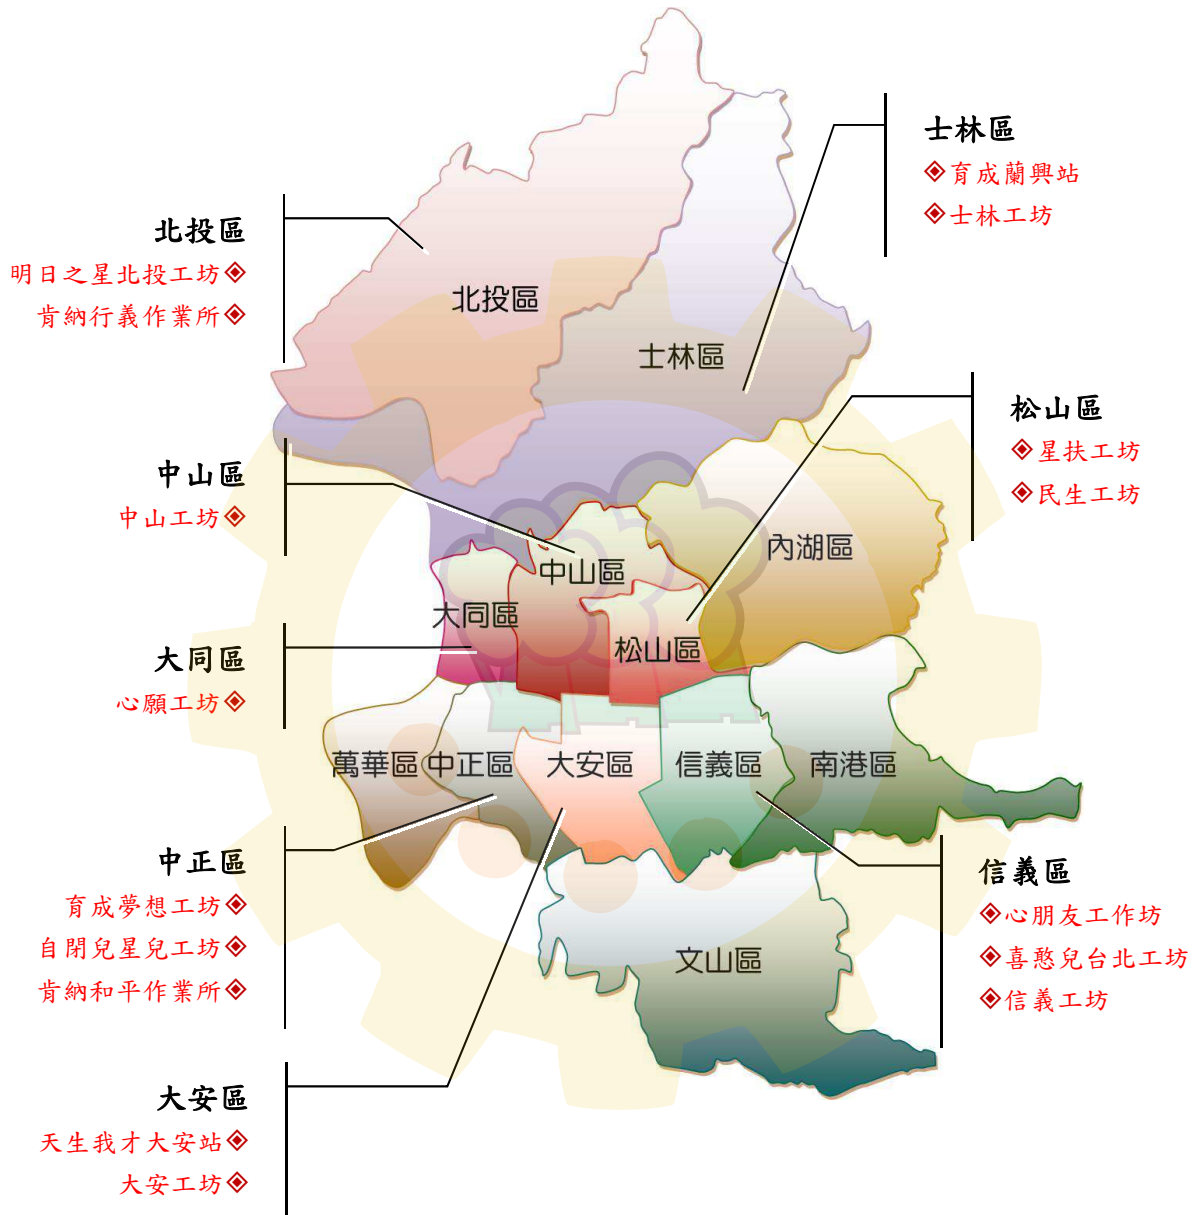 士林區
育成蘭興站
士林工坊
北投區
明日之星北投工坊
肯納行義作業所
北投區
士林區
松山區
星扶工坊
民生工坊
中山區
中山工坊
內湖區
中山區
大同區
松山區
大同區
心願工坊
萬華區
中正區
大安區
信義區
南港區
中正區
育成夢想工坊
自閉兒星兒工坊
肯納和平作業所
信義區
心朋友工作坊
喜憨兒台北工坊
信義工坊
文山區
大安區
天生我才大安站
大安工坊